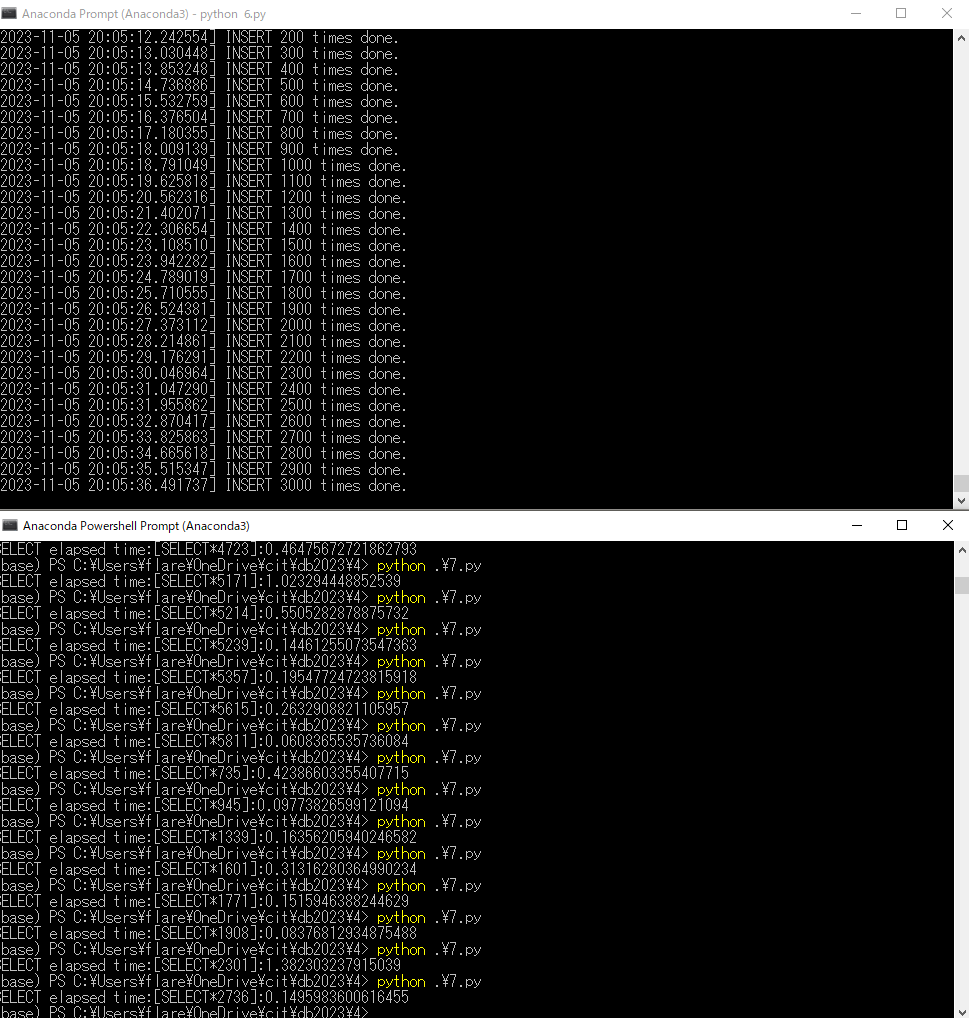 Anaconda Prompt (Anaconda3) - python  6.py
2023-11-05 20:05:12.242554] INSERT 200 times done.
2023-11-05 20:05:13.030448] INSERT 300 times done.
2023-11-05 20:05:13.853248] INSERT 400 times done.
2023-11-05 20:05:14.736886] INSERT 500 times done.
2023-11-05 20:05:15.532759] INSERT 600 times done.
2023-11-05 20:05:16.376504] INSERT 700 times done.
2023-11-05 20:05:17.180355] INSERT 800 times done.
2023-11-05 20:05:18.009139] INSERT 900 times done.
2023-11-05 20:05:18.791049] INSERT 1000 times done.
2023-11-05 20:05:19.625818] INSERT 1100 times done.
2023-11-05 20:05:20.562316] INSERT 1200 times done.
2023-11-05 20:05:21.402071] INSERT 1300 times done.
2023-11-05 20:05:22.306654] INSERT 1400 times done.
2023-11-05 20:05:23.108510] INSERT 1500 times done.
2023-11-05 20:05:23.942282] INSERT 1600 times done.
2023-11-05 20:05:24.789019] INSERT 1700 times done.
2023-11-05 20:05:25.710555] INSERT 1800 times done.
2023-11-05 20:05:26.524381] INSERT 1900 times done.
2023-11-05 20:05:27.373112] INSERT 2000 times done.
2023-11-05 20:05:28.214861] INSERT 2100 times done.
2023-11-05 20:05:29.176291] INSERT 2200 times done.
2023-11-05 20:05:30.046964] INSERT 2300 times done.
2023-11-05 20:05:31.047290] INSERT 2400 times done.
2023-11-05 20:05:31.955862] INSERT 2500 times done.
2023-11-05 20:05:32.870417] INSERT 2600 times done.
2023-11-05 20:05:33.825863] INSERT 2700 times done.
2023-11-05 20:05:34.665618] INSERT 2800 times done.
2023-11-05 20:05:35.515347] INSERT 2900 times done.
2023-11-05 20:05:36.491737] INSERT 3000 times done.
Anaconda Powershell Prompt (Anaconda3)
SELECT elapsed time:[SELECT*4723]:0.46475672721862793
base) PS C:¥Users¥flare¥OneDrive¥cit¥db2023¥4> python .¥7.py
SELECT elapsed time:[SELECT*5171]:1.023294448852539
base) PS C:¥Users¥flare¥OneDrive¥cit¥db2023¥4> python .¥7.py
SELECT elapsed time:[SELECT*5214]:0.5505282878875732
base) PS C:¥Users¥flare¥OneDrive¥cit¥db2023¥4> python .¥7.py
SELECT elapsed time:[SELECT*5239]:0.14461255073547363
base) PS C:¥Users¥flare¥OneDrive¥cit¥db2023¥4> python .¥7.py
SELECT elapsed time:[SELECT*5357]:0.19547724723815918
base) PS C:¥Users¥flare¥OneDrive¥cit¥db2023¥4> python .¥7.py
SELECT elapsed time:[SELECT*5615]:0.2632908821105957
base) PS C:¥Users¥flare¥OneDrive¥cit¥db2023¥4> python .¥7.py
SELECT elapsed time:[SELECT*5811]:0.0608365535736084
base) PS C:¥Users¥flare¥OneDrive¥cit¥db2023¥4> python .¥7.py
SELECT elapsed time:[SELECT*735]:0.42386603355407715
base) PS C:¥Users¥flare¥OneDrive¥cit¥db2023¥4> python .¥7.py
SELECT elapsed time:[SELECT*945]:0.09773826599121094
base) PS C:¥Users¥flare¥OneDrive¥cit¥db2023¥4> python .¥7.py
SELECT elapsed time:[SELECT*1339]:0.16356205940246582
base) PS C:¥Users¥flare¥OneDrive¥cit¥db2023¥4> python .¥7.py
SELECT elapsed time:[SELECT*1601]:0.31316280364990234
base) PS C:¥Users¥flare¥OneDrive¥cit¥db2023¥4> python .¥7.py
SELECT elapsed time:[SELECT*1771]:0.1515946388244629
base) PS C:¥Users¥flare¥OneDrive¥cit¥db2023¥4> python .¥7.py
SELECT elapsed time:[SELECT*1908]:0.08376812934875488
base) PS C:¥Users¥flare¥OneDrive¥cit¥db2023¥4> python .¥7.py
SELECT elapsed time:[SELECT*2301]:1.382303237915039
base) PS C:¥Users¥flare¥OneDrive¥cit¥db2023¥4> python .¥7.py
SELECT elapsed time:[SELECT*2736]:0.1495983600616455
base) PS C:¥Users¥flare¥OneDrive¥cit¥db2023¥4>